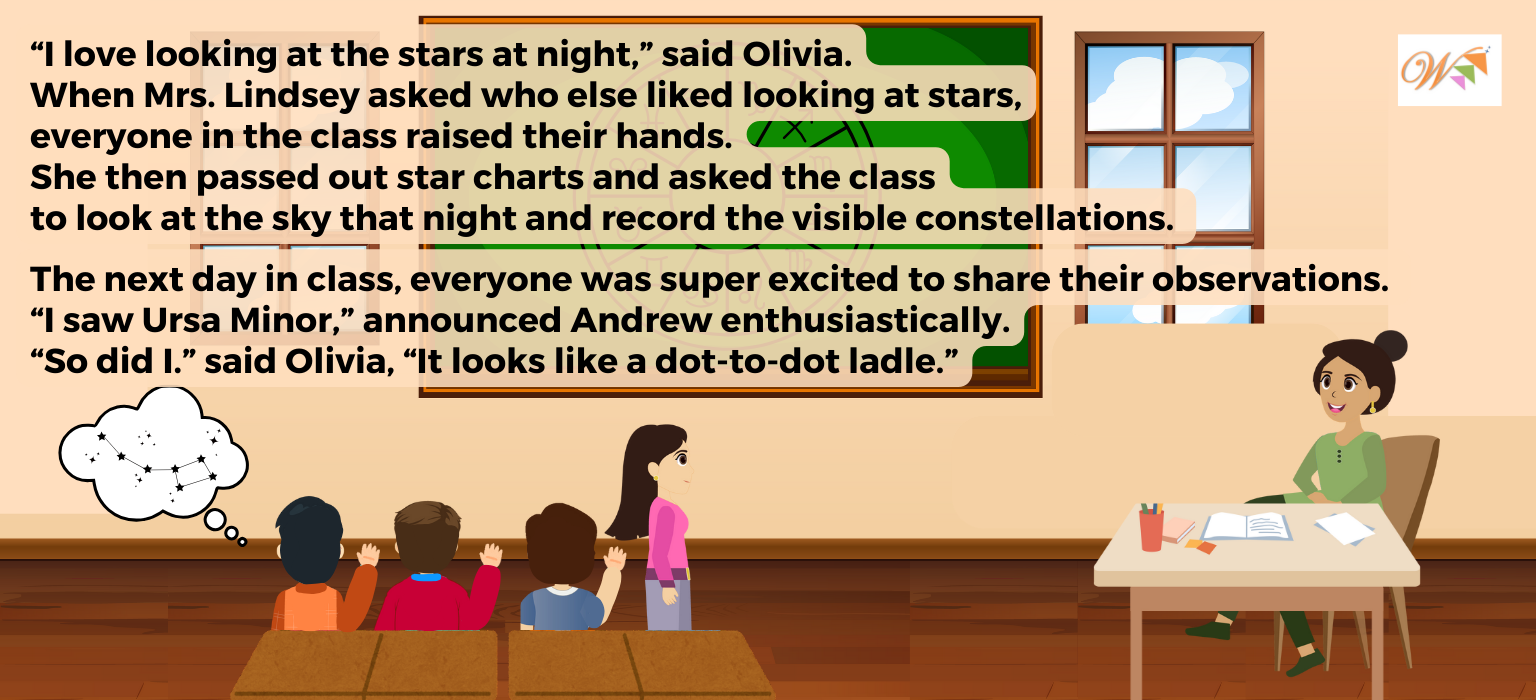 “I love looking at the stars at night,” said Olivia.
When Mrs. Lindsey asked who else liked looking at stars,
everyone in the class raised their hands.
She then passed out star charts and asked the class
to look at the sky that night and record the visible constellations.
The next day in class, everyone was super excited to share their observations.
“I saw Ursa Minor,” announced Andrew enthusiastically.
“So did I.” said Olivia, “It looks like a dot-to-dot ladle.”
W